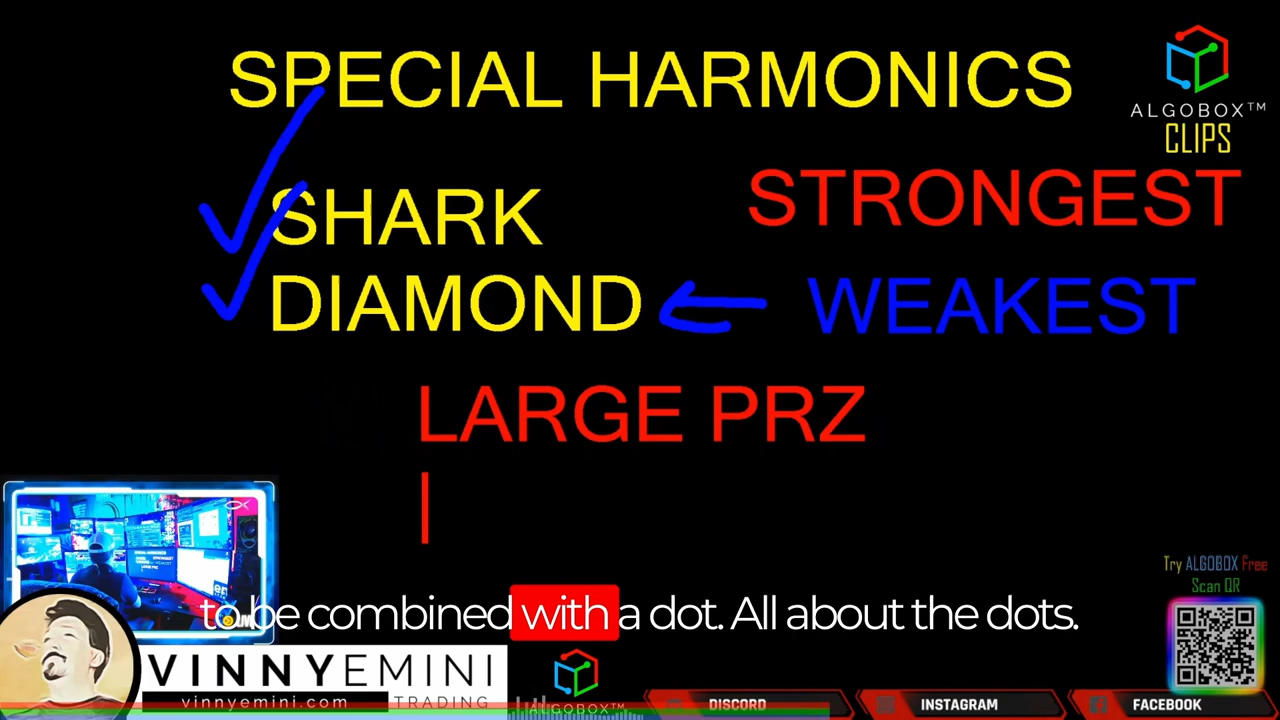 SPECIAL HARMONICS
ALGOBOX™
CLIPS
SHARK
STRONGEST
DIAMOND
WEAKEST
LARGE PRZ
Try ALGOBOX Free
Scan QR
to be combined with a dot. All about the dots.
VINNYEMINI
vinnyemini.com
TRADING
ALGOBOX™
DISCORD
INSTAGRAM
FACEBOOK